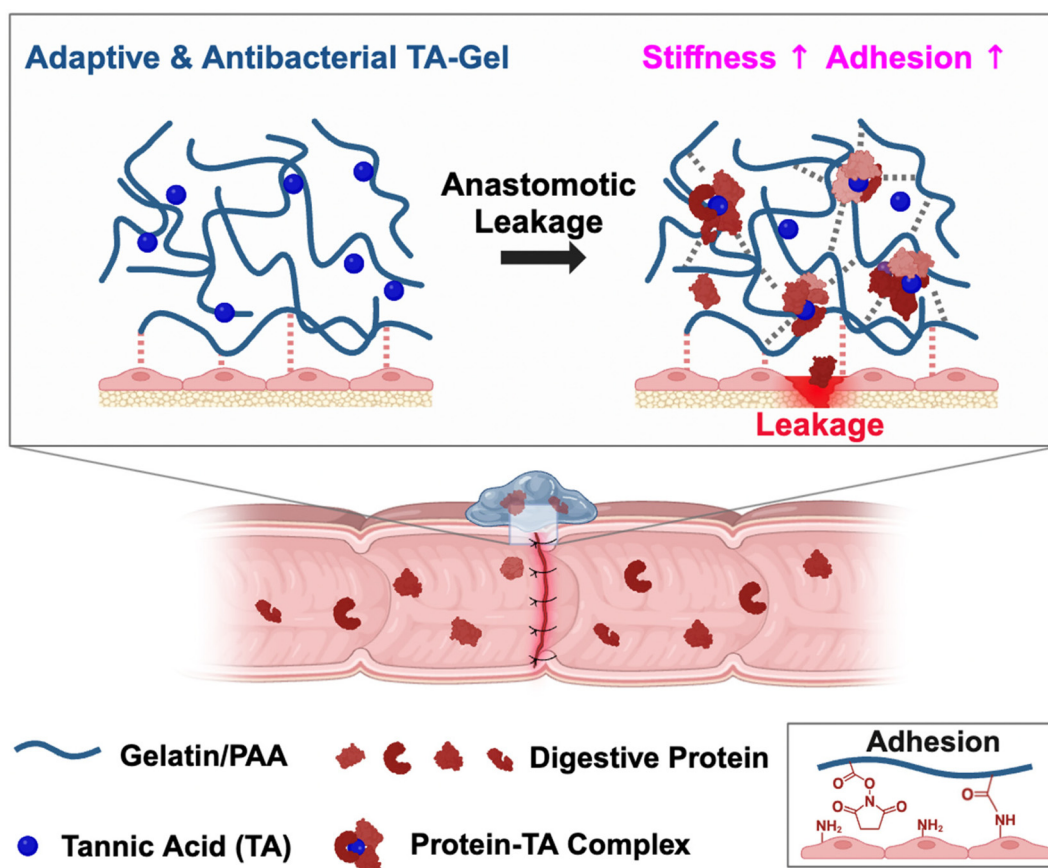 Adaptive & Antibacterial TA-Gel
Stiffness ↑ Adhesion ↑
Anastomotic
Leakage
Leakage
Gelatin/PAA
Digestive Protein
Tannic Acid (TA)
Protein-TA Complex
Adhesion
O
O
N
O
O
O
NH₂
NH₂
NH